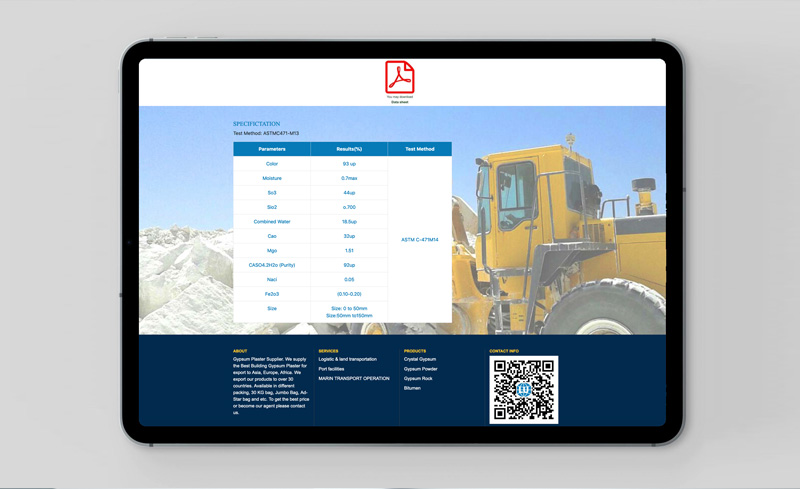 You may download
Data sheet
SPECIFICTATION
Test Method: ASTMC471-M13
Parameters Results(%) Test Method
Color 93 up
Moisture 0.7max
So3 44up
Sio2 o.700
Combined Water 18.5up
Cao 32up
Mgo 1.51
CASO4.2H2o (Purity) 92up
Nacl 0.05
Fe2o3 (0.10-0.20)
Size Size: 0 to 50mm
Size:50mm to150mm
ASTM C-471M14
ABOUT
Gypsum Plaster Supplier. We supply
the Best Building Gypsum Plaster for
export to Asia, Europe, Africa. We
export our products to over 30
countries. Available in different
packing, 30 KG bag, Jumbo Bag, Ad-
Star bag and etc. To get the best price
or become our agent please contact
us.
SERVICES
Logistic & land transportation
Port facilities
MARIN TRANSPORT OPERATION
PRODUCTS
Crystal Gypsum
Gypsum Powder
Gypsum Rock
Bitumen
CONTACT INFO